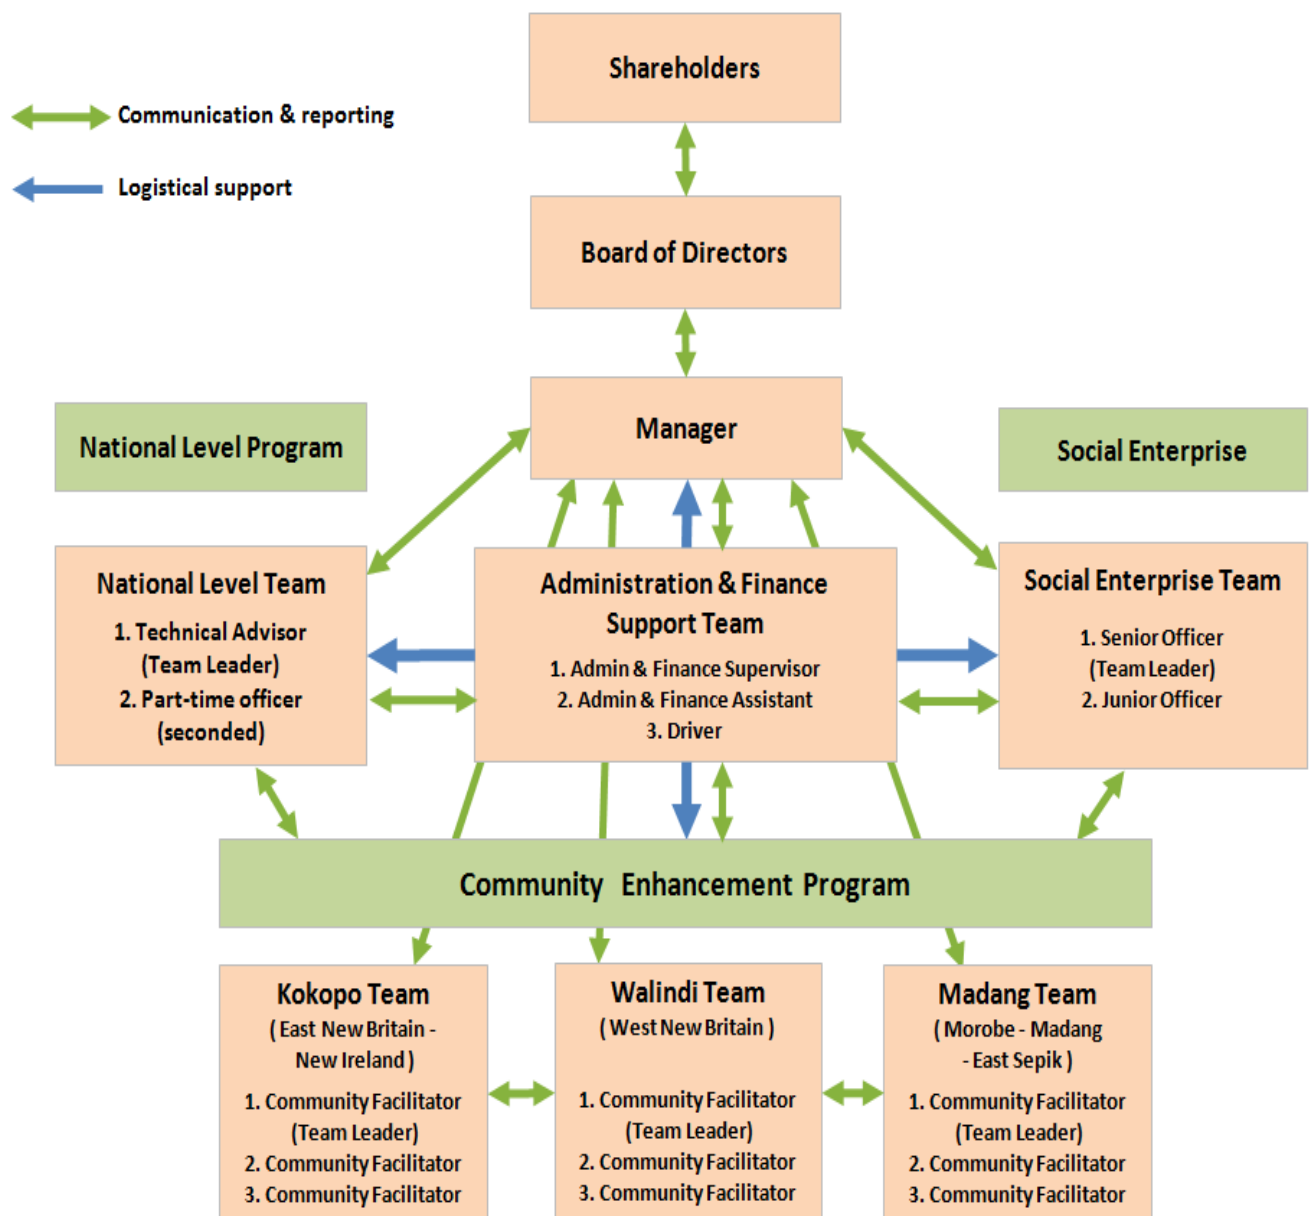 Shareholders
Communication & reporting
Logistical support
Board of Directors
Manager
National Level Program
Social Enterprise
National Level Team
1. Technical Advisor
(Team Leader)
2. Part-time officer
(seconded)
Administration & Finance
Support Team
1. Admin & Finance Supervisor
2. Admin & Finance Assistant
3. Driver
Social Enterprise Team
1. Senior Officer
(Team Leader)
2. Junior Officer
Community Enhancement Program
Kokopo Team
( East New Britain -
New Ireland )
1. Community Facilitator
(Team Leader)
2. Community Facilitator
3. Community Facilitator
Walindi Team
( West New Britain )
1. Community Facilitator
(Team Leader)
2. Community Facilitator
3. Community Facilitator
Madang Team
( Morobe - Madang
- East Sepik )
1. Community Facilitator
(Team Leader)
2. Community Facilitator
3. Community Facilitator